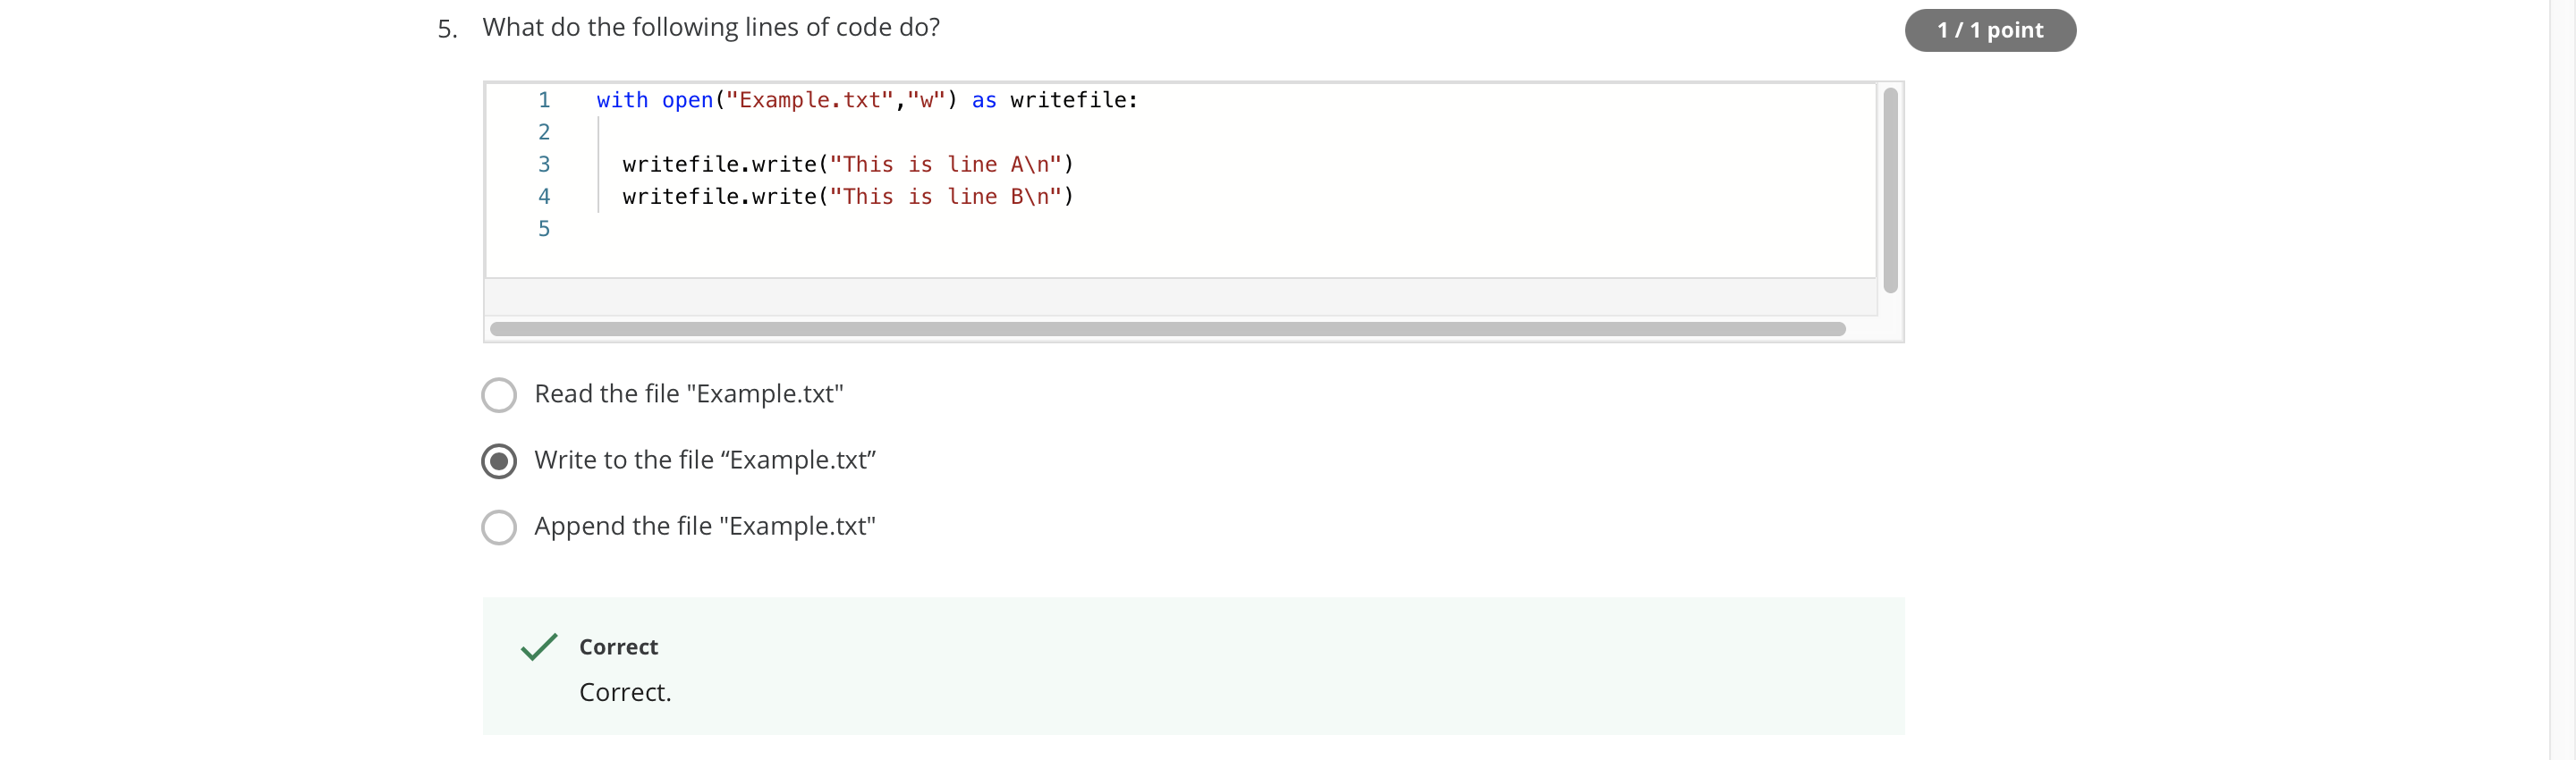 5. What do the following lines of code do?
1 / 1 point
1 with open("Example.txt","w") as writefile:
2
3 writefile.write("This is line A\n")
4 writefile.write("This is line B\n")
5
Read the file "Example.txt"
Write to the file “Example.txt”
Append the file "Example.txt"
Correct
Correct.